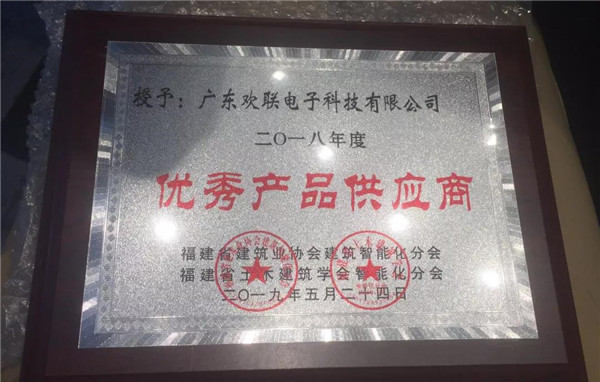 授予：广东欢联电子科技有限公司
二〇一八年度
优秀产品供应商
福建省建筑业协会建筑智能化分会
福建省土木建筑学会智能化分会
二〇一九年五月二十四日